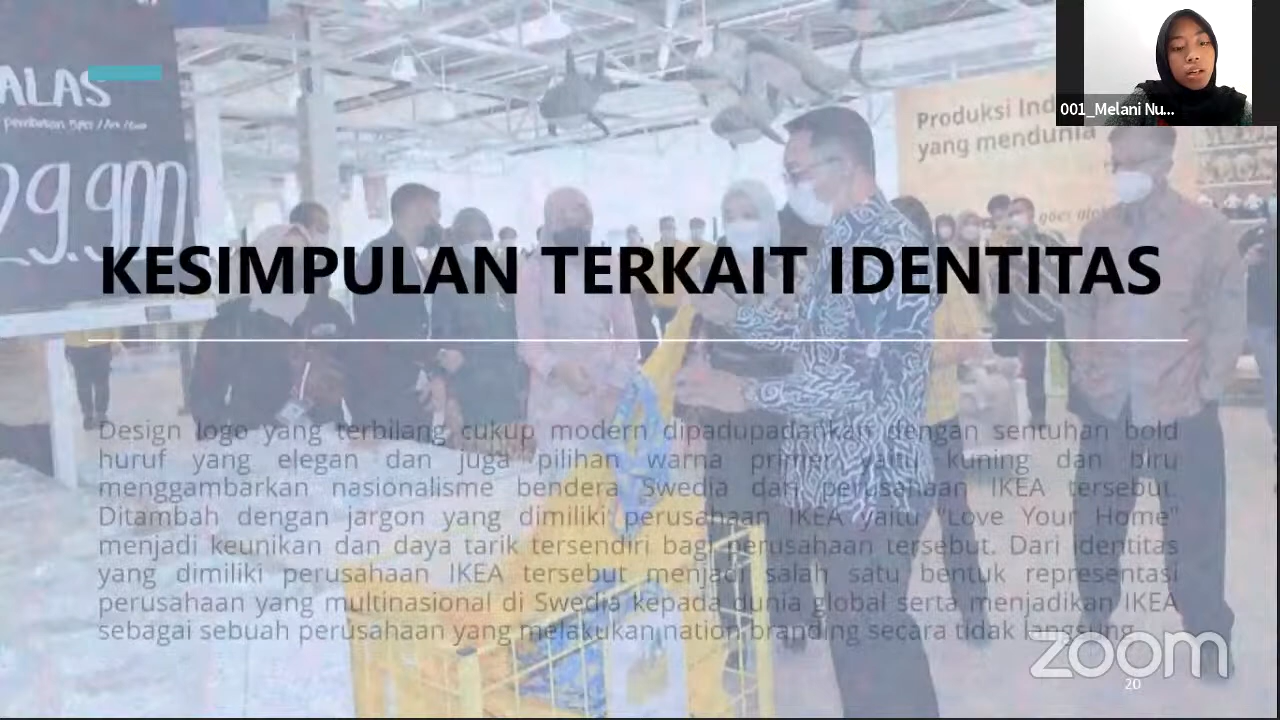 ALAS
29.900
Produksi Ind
yang mendunia
001_Melani Nu...
KESIMPULAN TERKAIT IDENTITAS
Design logo yang terbilang cukup modern dipadupadankan dengan sentuhan bold
huruf yang elegan dan juga pilihan warna primer yaitu kuning dan biru
menggambarkan nasionalisme bendera Swedia dari perusahaan IKEA tersebut.
Ditambah dengan jargon yang dimiliki perusahaan IKEA yaitu "Love Your Home"
menjadi keunikan dan daya tarik tersendiri bagi perusahaan tersebut. Dari identitas
yang dimiliki perusahaan IKEA tersebut menjadi salah satu bentuk representasi
perusahaan yang multinasional di Swedia kepada dunia global serta menjadikan IKEA
sebagai sebuah perusahaan yang melakukan nation branding secara tidak langsung.
zoom
20